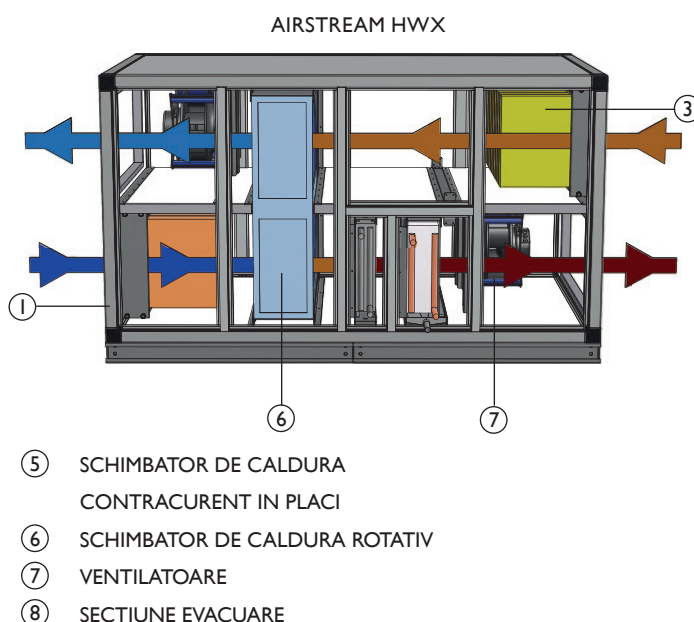 AIRSTREAM HWX
3
1
6
7
5 SCHIMBATOR DE CALDURA
CONTRACURENT IN PLACI
6 SCHIMBATOR DE CALDURA ROTATIV
7 VENTILATOARE
8 SECTIUNE EVACUARE